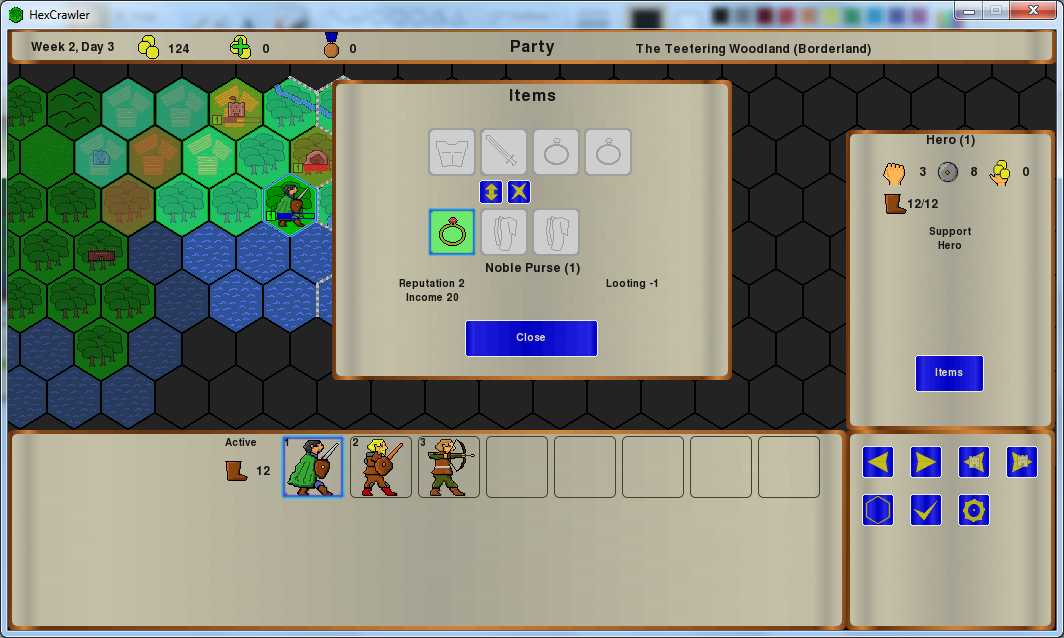 HexCrawler
Week 2, Day 3
124
0
0
Party
The Teetering Woodland (Borderland)
Items
Noble Purse (1)
Reputation 2
Income 20
Looting -1
Close
Hero (1)
3
8
0
12/12
Support
Hero
Items
Active
12
1
2
3
1
1
1